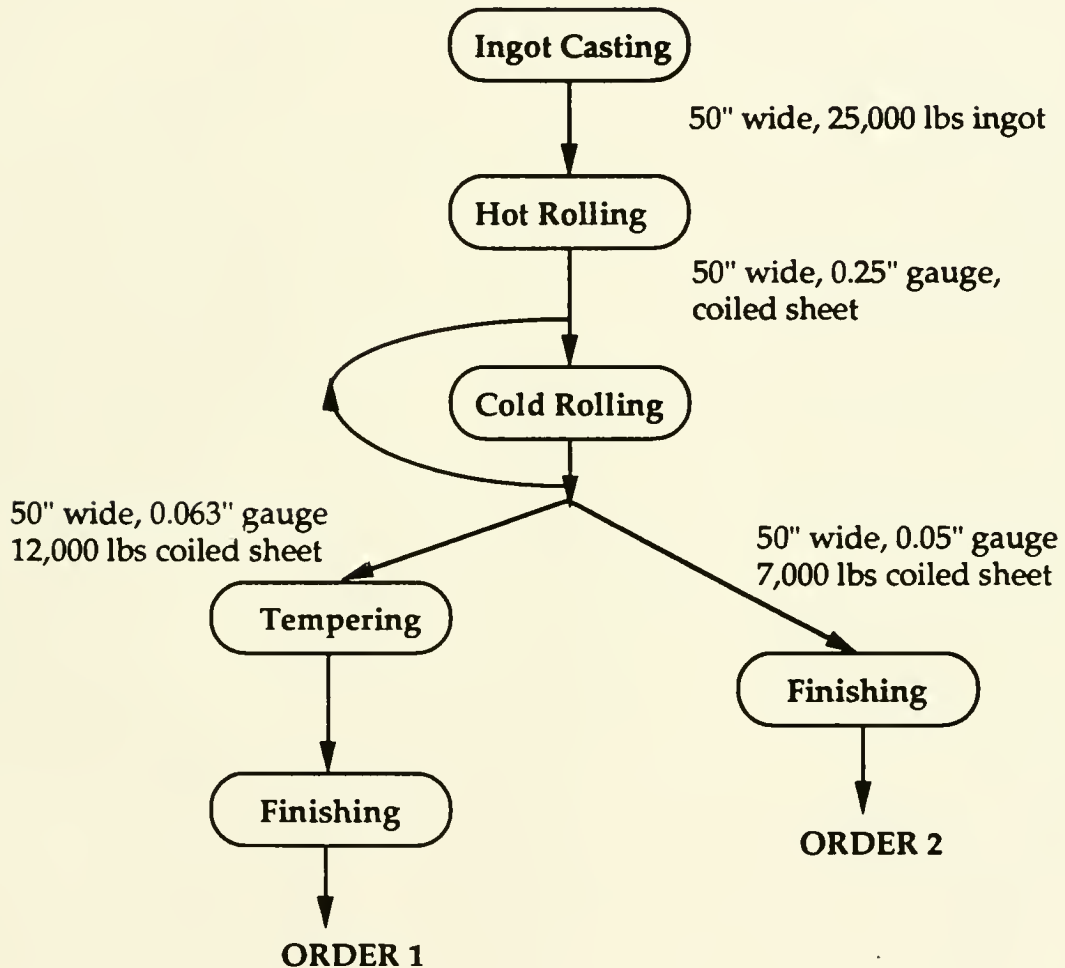 Ingot Casting
50" wide, 25,000 lbs ingot
Hot Rolling
50" wide, 0.25" gauge,
coiled sheet
Cold Rolling
50" wide, 0.063" gauge
12,000 lbs coiled sheet
50" wide, 0.05" gauge
7,000 lbs coiled sheet
Tempering
Finishing
Finishing
ORDER 2
ORDER 1